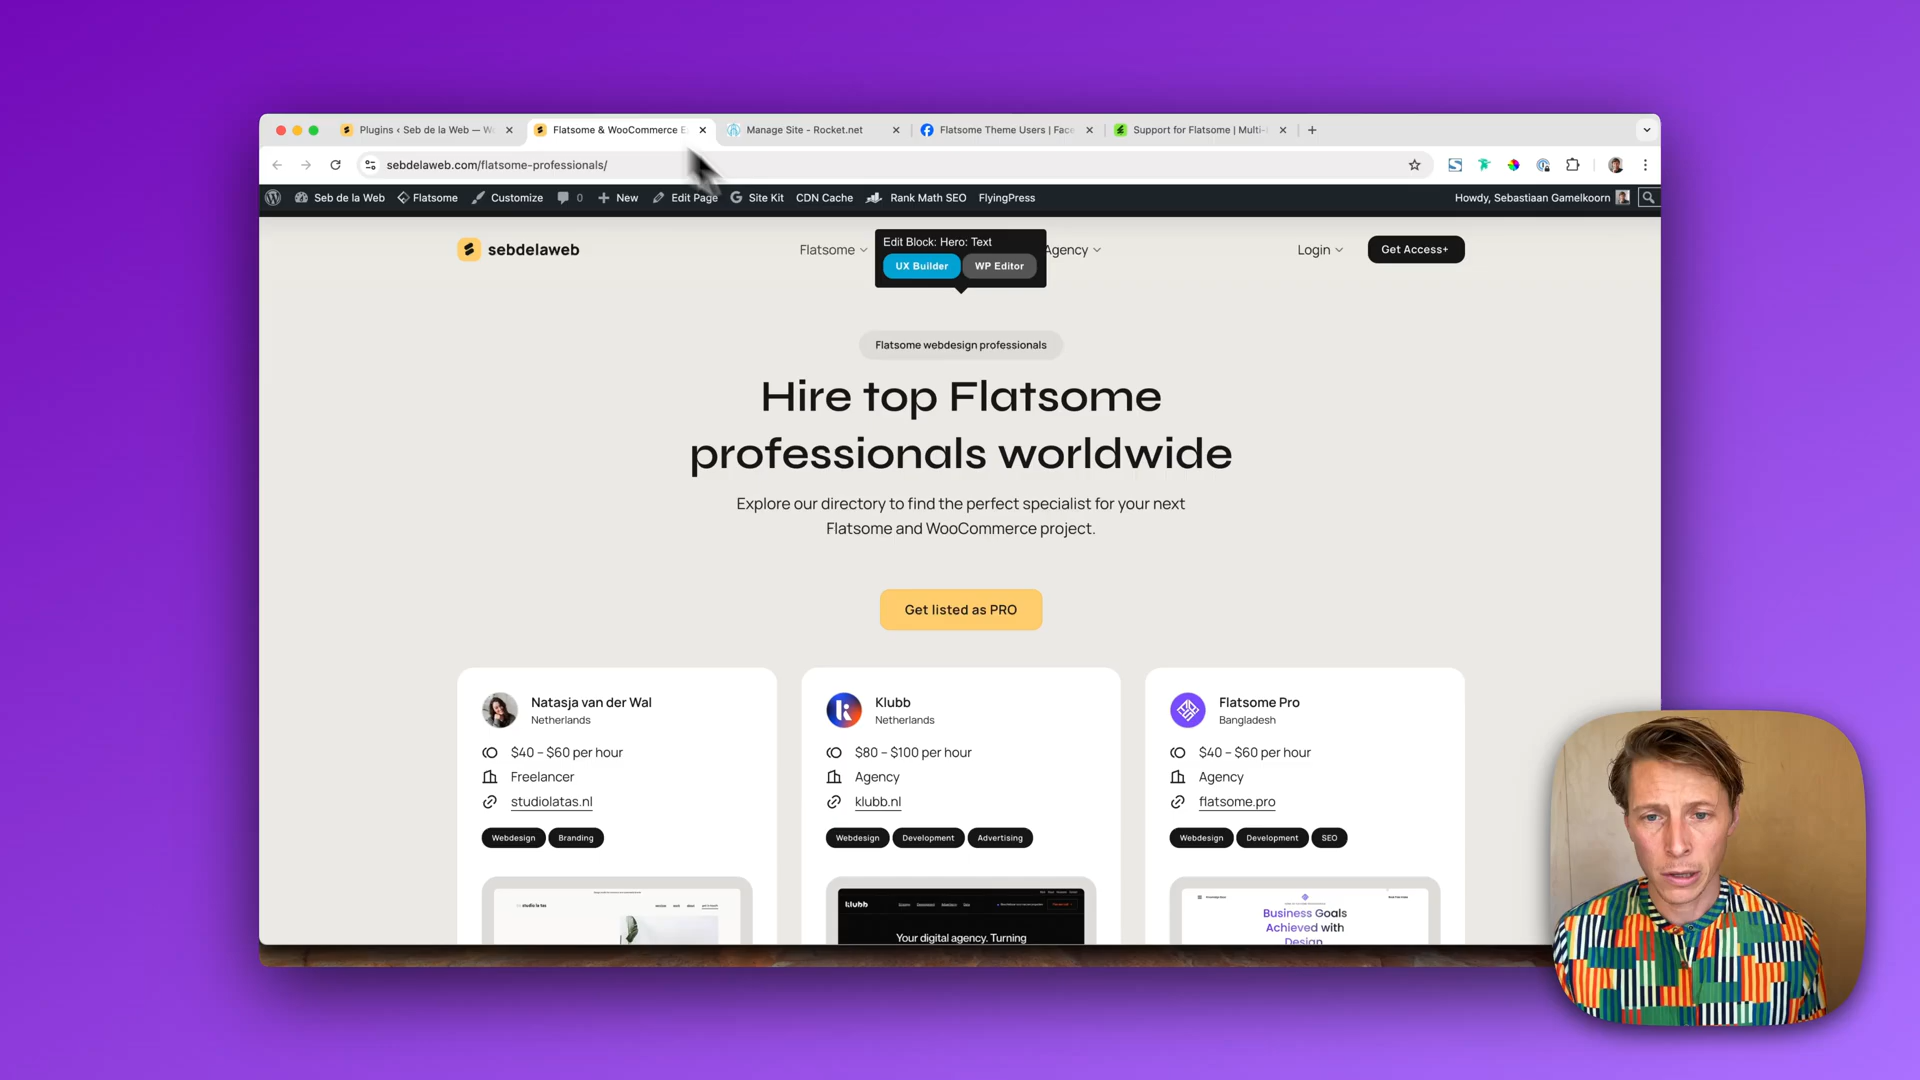 Plugins ‹ Seb de la Web — W
Flatsome & WooCommerce E
Manage Site - Rocket.net
Flatsome Theme Users | Face
Support for Flatsome | Multi-
sebdelaweb.com/flatsome-professionals/
Seb de la Web
Flatsome
Customize
0
New
Edit Page
Site Kit
CDN Cache
Rank Math SEO
FlyingPress
Howdy, Sebastiaan Gamelkoorn
sebdelaweb
Flatsome
Edit Block: Hero: Text
UX Builder
WP Editor
Agency
Login
Get Access+
Flatsome webdesign professionals
Hire top Flatsome
professionals worldwide
Explore our directory to find the perfect specialist for your next
Flatsome and WooCommerce project.
Get listed as PRO
Natasja van der Wal
Netherlands
$40 – $60 per hour
Freelancer
studiolatas.nl
Webdesign
Branding
Klubb
Netherlands
$80 – $100 per hour
Agency
klubb.nl
Webdesign
Development
Advertising
Flatsome Pro
Bangladesh
$40 – $60 per hour
Agency
flatsome.pro
Webdesign
Development
SEO
studio la tas
klubb
Your digital agency. Turning
Business Goals
Achieved with
Design